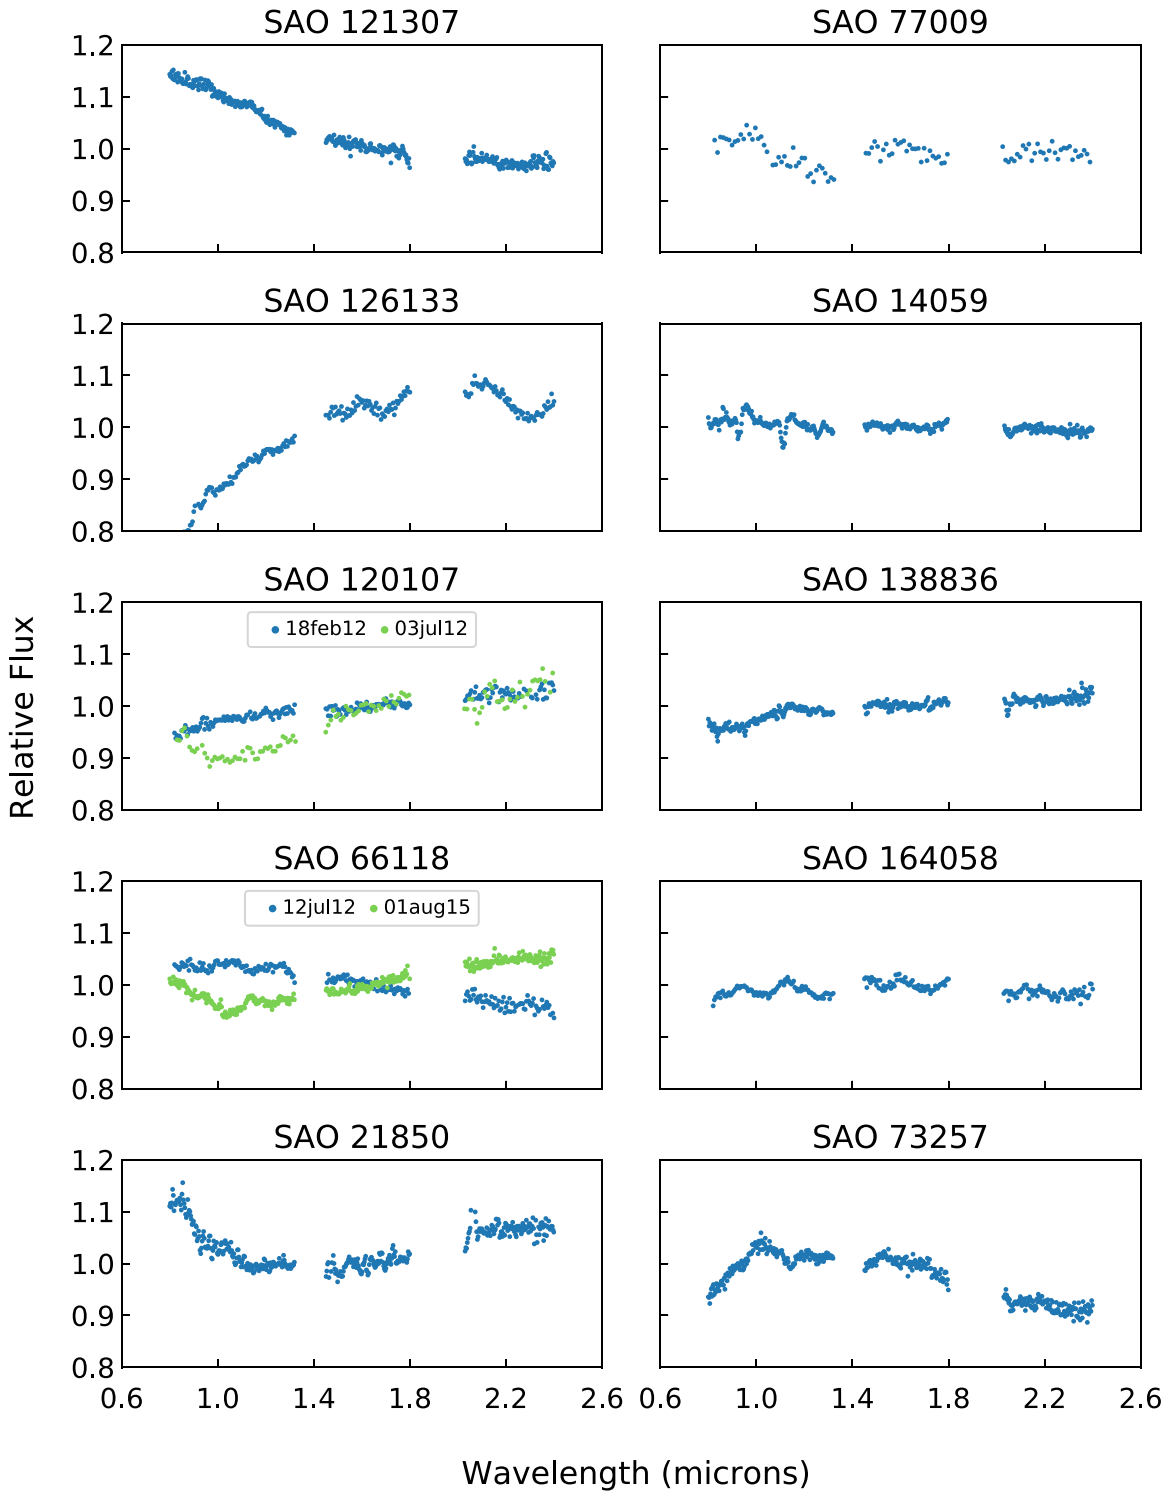 SAO 121307
SAO 77009
1.2
1.1
1.0
0.9
0.8
SAO 126133
SAO 14059
1.2
1.1
1.0
0.9
0.8
SAO 120107
SAO 138836
1.2
1.1
1.0
0.9
0.8
18feb12 03jul12
Relative Flux
SAO 66118
SAO 164058
1.2
1.1
1.0
0.9
0.8
12jul12 01aug15
SAO 21850
SAO 73257
1.2
1.1
1.0
0.9
0.8
0.6 1.0 1.4 1.8 2.2 2.6
0.6 1.0 1.4 1.8 2.2 2.6
Wavelength (microns)